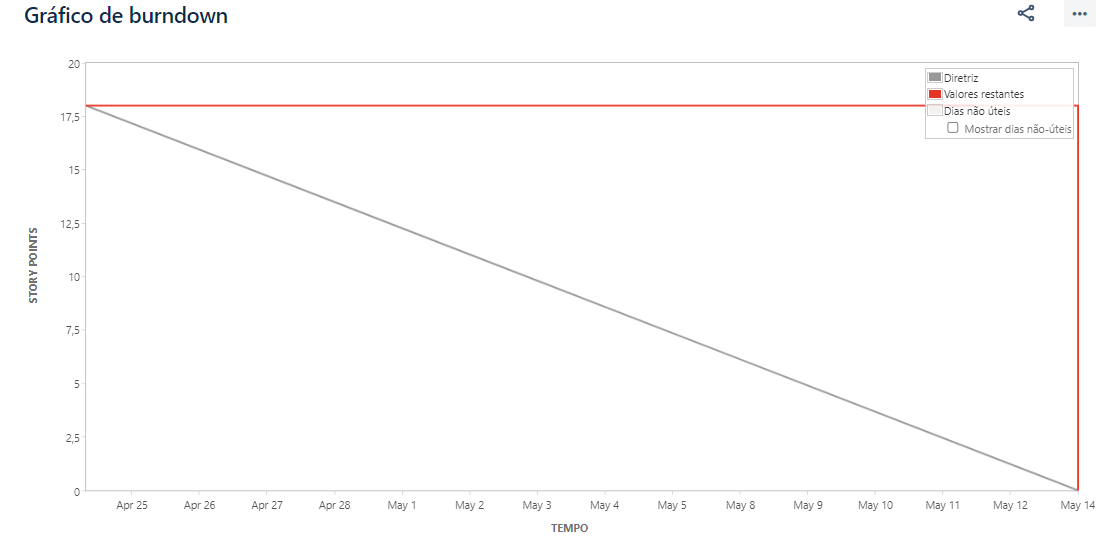 Gráfico de burndown
20
17,5
15
12,5
10
7,5
5
2,5
0
STORY POINTS
Diretriz
Valores restantes
Dias não úteis
Mostrar dias não-úteis
Apr 25 Apr 26 Apr 27 Apr 28 May 1 May 2 May 3 May 4 May 5 May 8 May 9 May 10 May 11 May 12 May 14
TEMPO